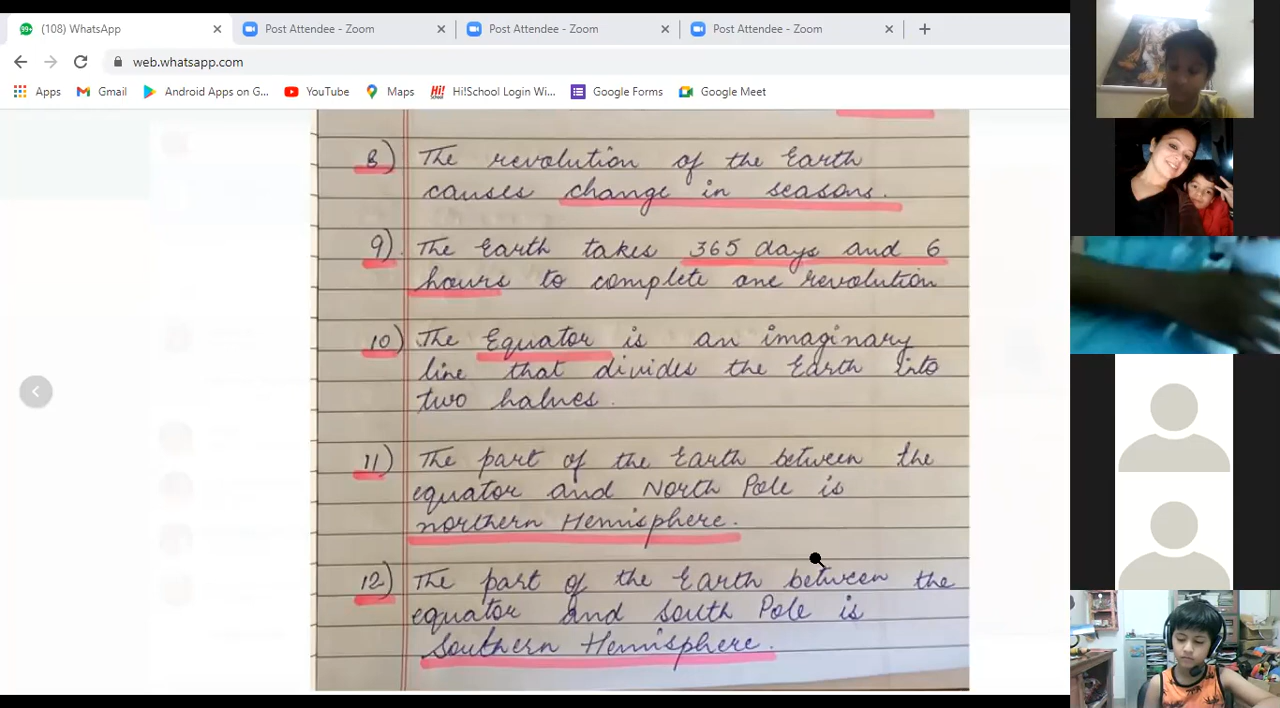 (108) WhatsApp
Post Attendee - Zoom
Post Attendee - Zoom
Post Attendee - Zoom
web.whatsapp.com
Apps
Gmail
Android Apps on G...
YouTube
Maps
Hi! School
Hi!School Login Wi...
Google Forms
Google Meet
8) The revolution of the Earth
causes change in seasons.
9) The Earth takes 365 days and 6
hours to complete one revolution
10) The Equator is an imaginary
line that divides the Earth into
two halves.
11) The part of the Earth between the
equator and North Pole is
northern Hemisphere.
12) The part of the Earth between the
equator and south Pole is
southern Hemisphere.